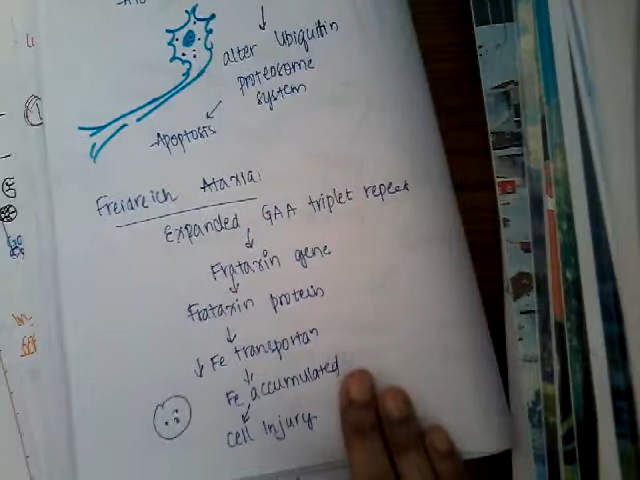 alter Ubiquitin
proteosome
system
Apoptosis
Freidreich Ataxia:
Expanded GAA triplet repeat
Frataxin gene
Frataxin protein
↓ Fe transportan
Fe accumulated
cell Injury